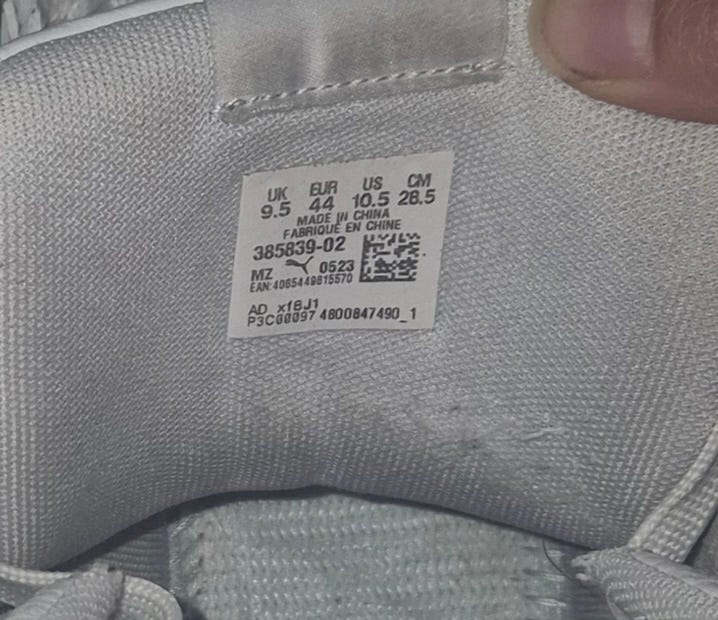 UK EUR US CM
9.5 44 10.5 28.5
MADE IN CHINA
FABRIQUÉ EN CHINE
385839-02
MZ 0523
EAN:4065449615570
AD x18J1
P3C00097 4800847490_1